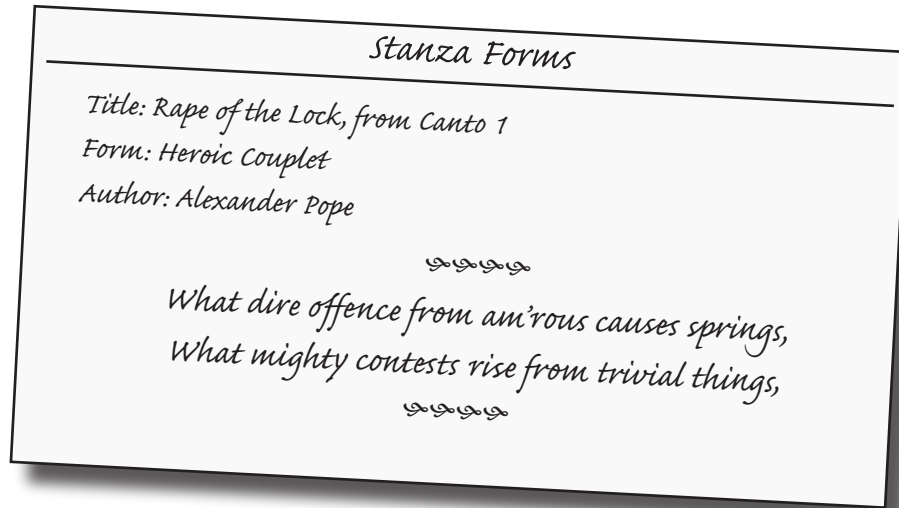 Stanza Forms
Title: Rape of the Lock, from Canto 1
Form: Heroic Couplet
Author: Alexander Pope
What dire offence from am’rous causes springs,
What mighty contests rise from trivial things,